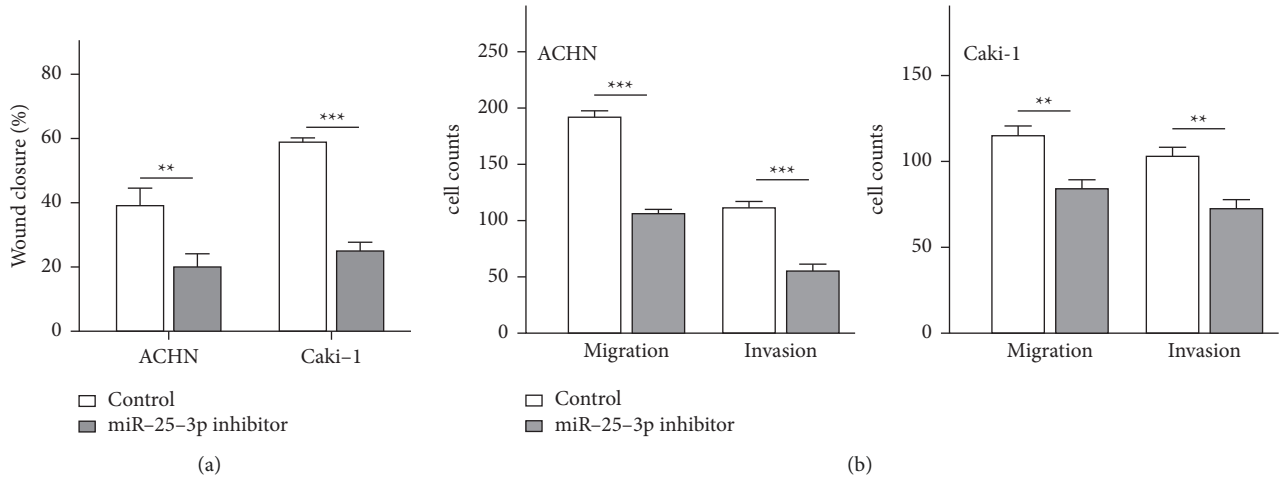 Wound closure (%)
80
60
40
20
0
**
***
ACHN
Caki–1
Control
miR–25–3p inhibitor
(a)
cell counts
250
200
150
100
50
0
ACHN
***
***
Migration
Invasion
Control
miR–25–3p inhibitor
cell counts
150
100
50
0
Caki-1
**
**
Migration
Invasion
(b)